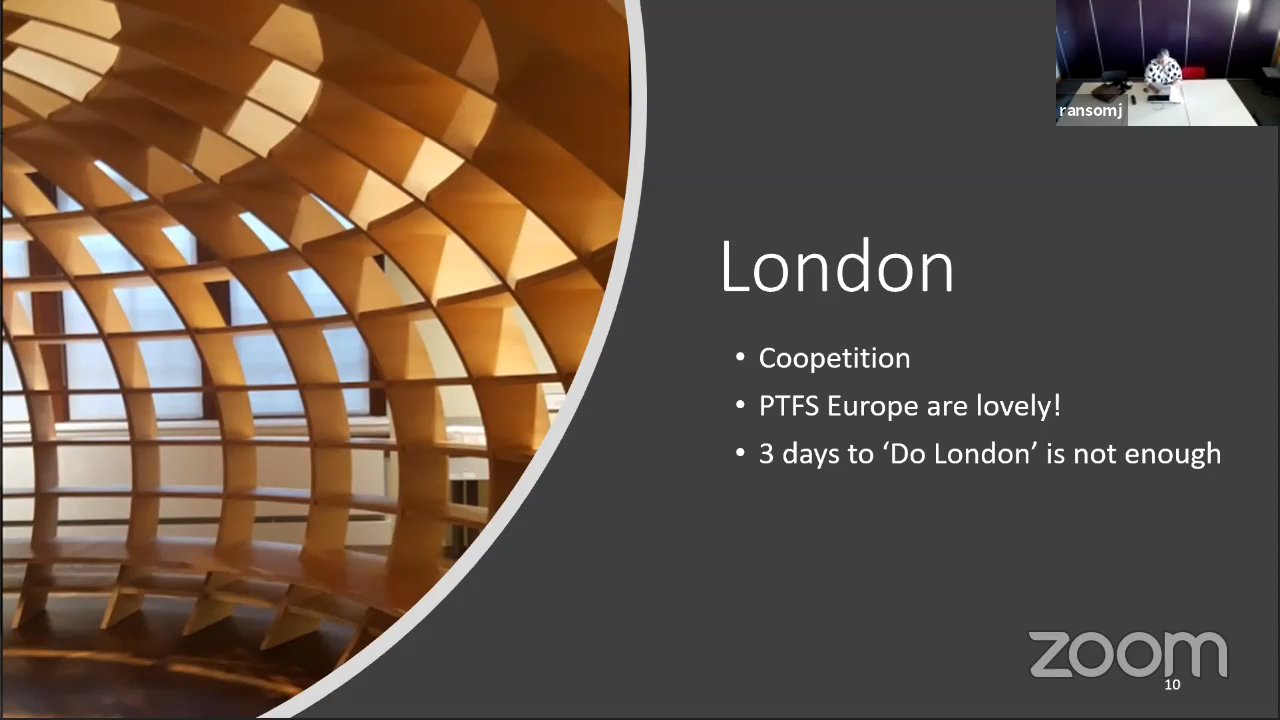 ransomj
London
• Coopetition
• PTFS Europe are lovely!
• 3 days to ‘Do London’ is not enough
zoom
10